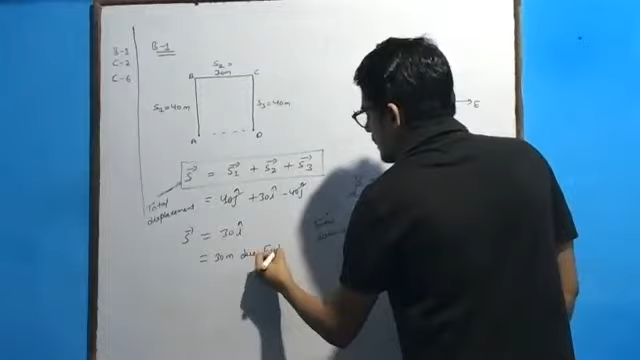 B-1
C-2
C-6
B-1
S₂ =
30m
B C
S₁ = 40m
S₃ = 40m
A D
E
S⃗ = S⃗₁ + S⃗₂ + S⃗₃
Total
displacement
= 40ĵ + 30î - 40ĵ
S⃗ = 30î
= 30m due